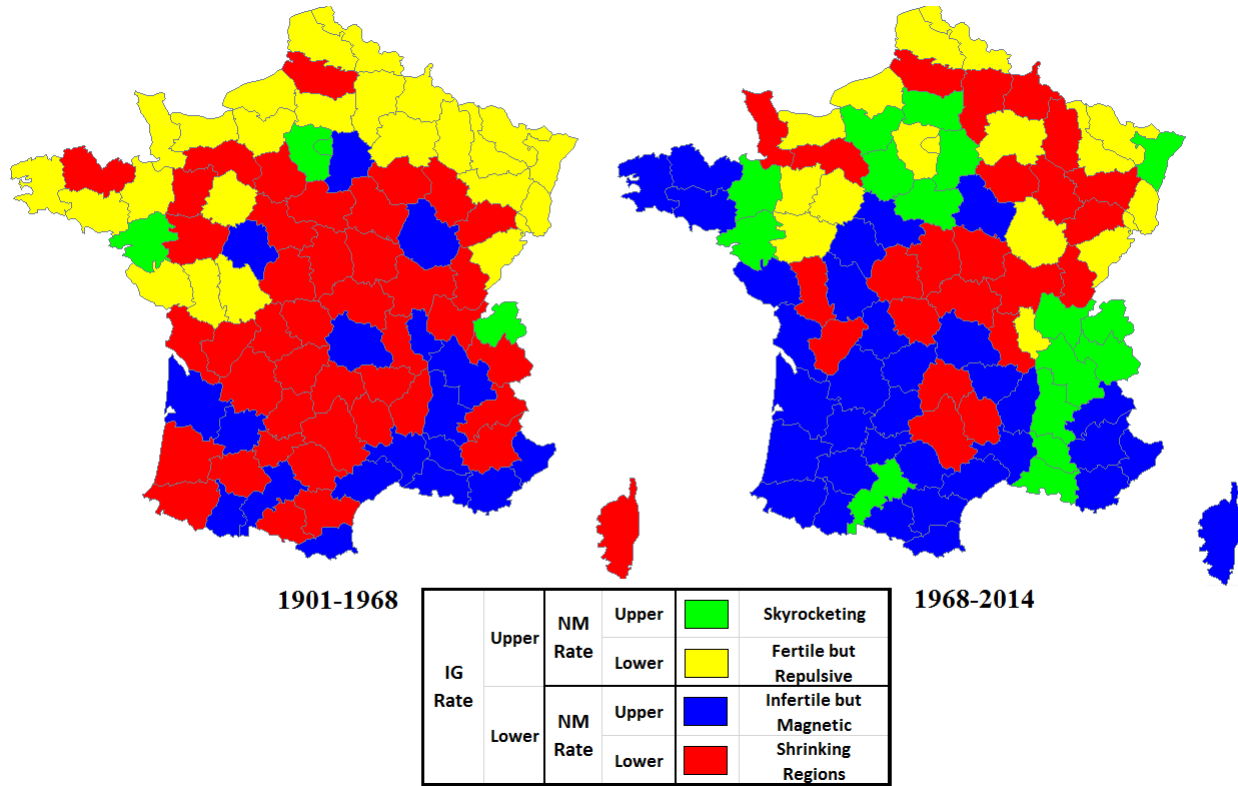 1901-1968
1968-2014
IG
Rate
Upper
NM
Rate
Upper
Skyrocketing
Lower
Fertile but
Repulsive
Lower
NM
Rate
Upper
Infertile but
Magnetic
Lower
Shrinking
Regions